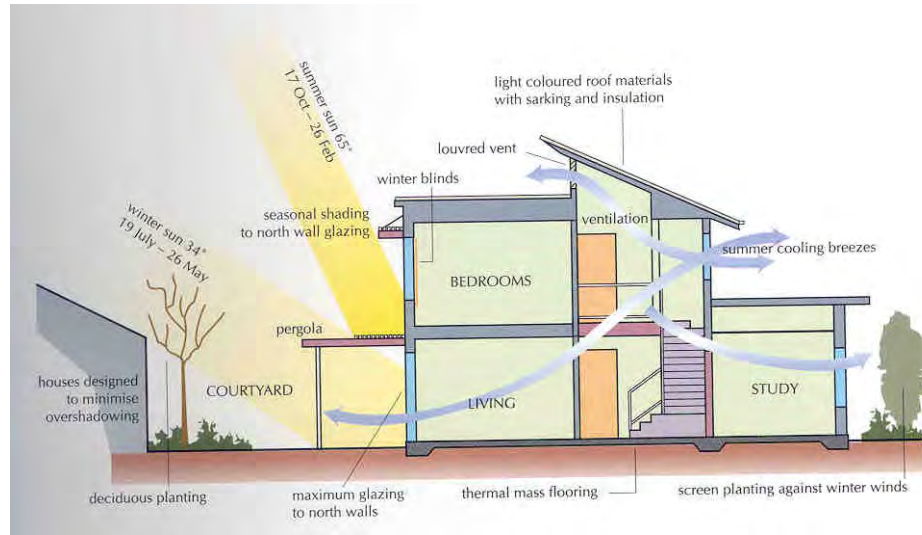 summer sun 65°
17 Oct – 26 Feb
light coloured roof materials
with sarking and insulation
louvred vent
winter blinds
winter sun 34°
19 July – 26 May
seasonal shading
to north wall glazing
ventilation
summer cooling breezes
BEDROOMS
pergola
houses designed
to minimise
overshadowing
COURTYARD
LIVING
STUDY
deciduous planting
maximum glazing
to north walls
thermal mass flooring
screen planting against winter winds